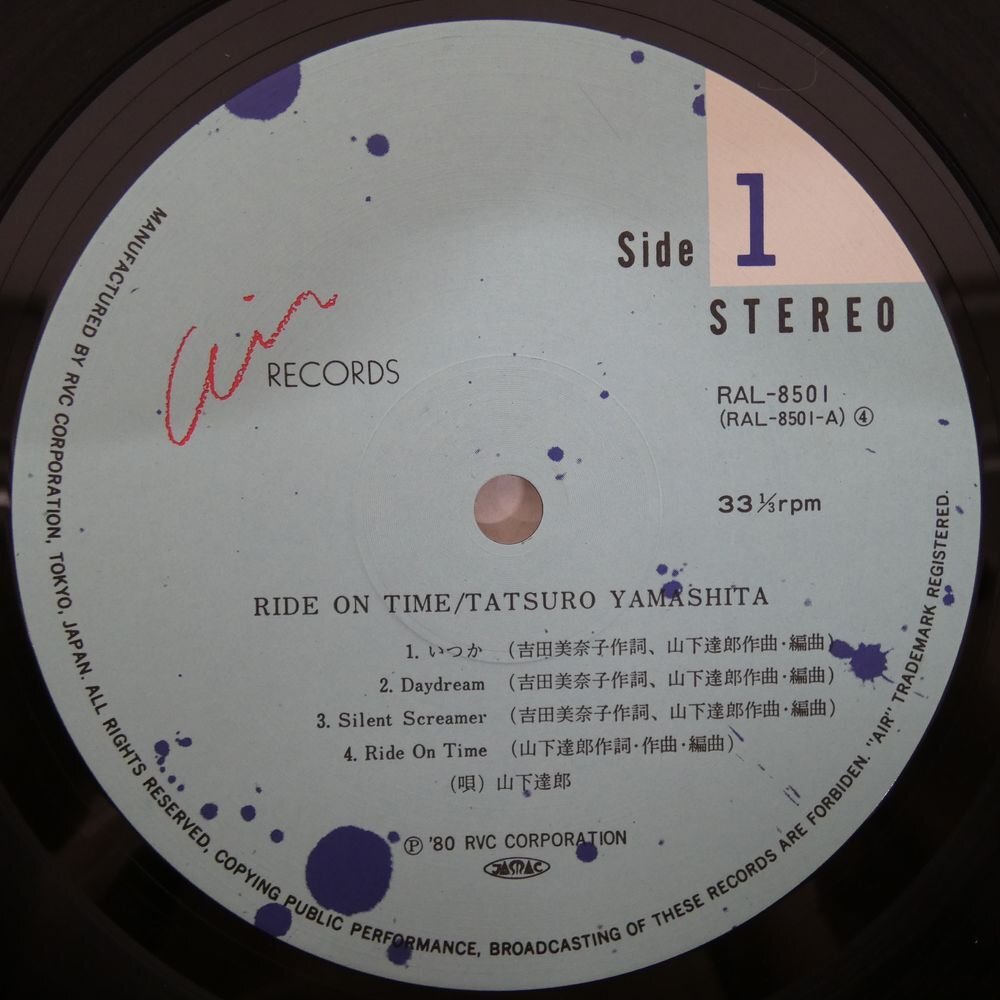 Side 1
STEREO
air RECORDS
RAL-8501
(RAL-8501-A) ④
33⅓rpm
RIDE ON TIME/TATSURO YAMASHITA
1. いつか (吉田美奈子作詞、山下達郎作曲·編曲)
2. Daydream (吉田美奈子作詞、山下達郎作曲·編曲)
3. Silent Screamer (吉田美奈子作詞、山下達郎作曲·編曲)
4. Ride On Time (山下達郎作詞·作曲·編曲)
(唄) 山下達郎
Ⓟ '80 RVC CORPORATION
JASRAC
MANUFACTURED BY RVC CORPORATION, TOKYO, JAPAN. ALL RIGHTS RESERVED, COPYING PUBLIC PERFORMANCE, BROADCASTING OF THESE RECORDS ARE FORBIDEN. "AIR" TRADEMARK REGISTERED.